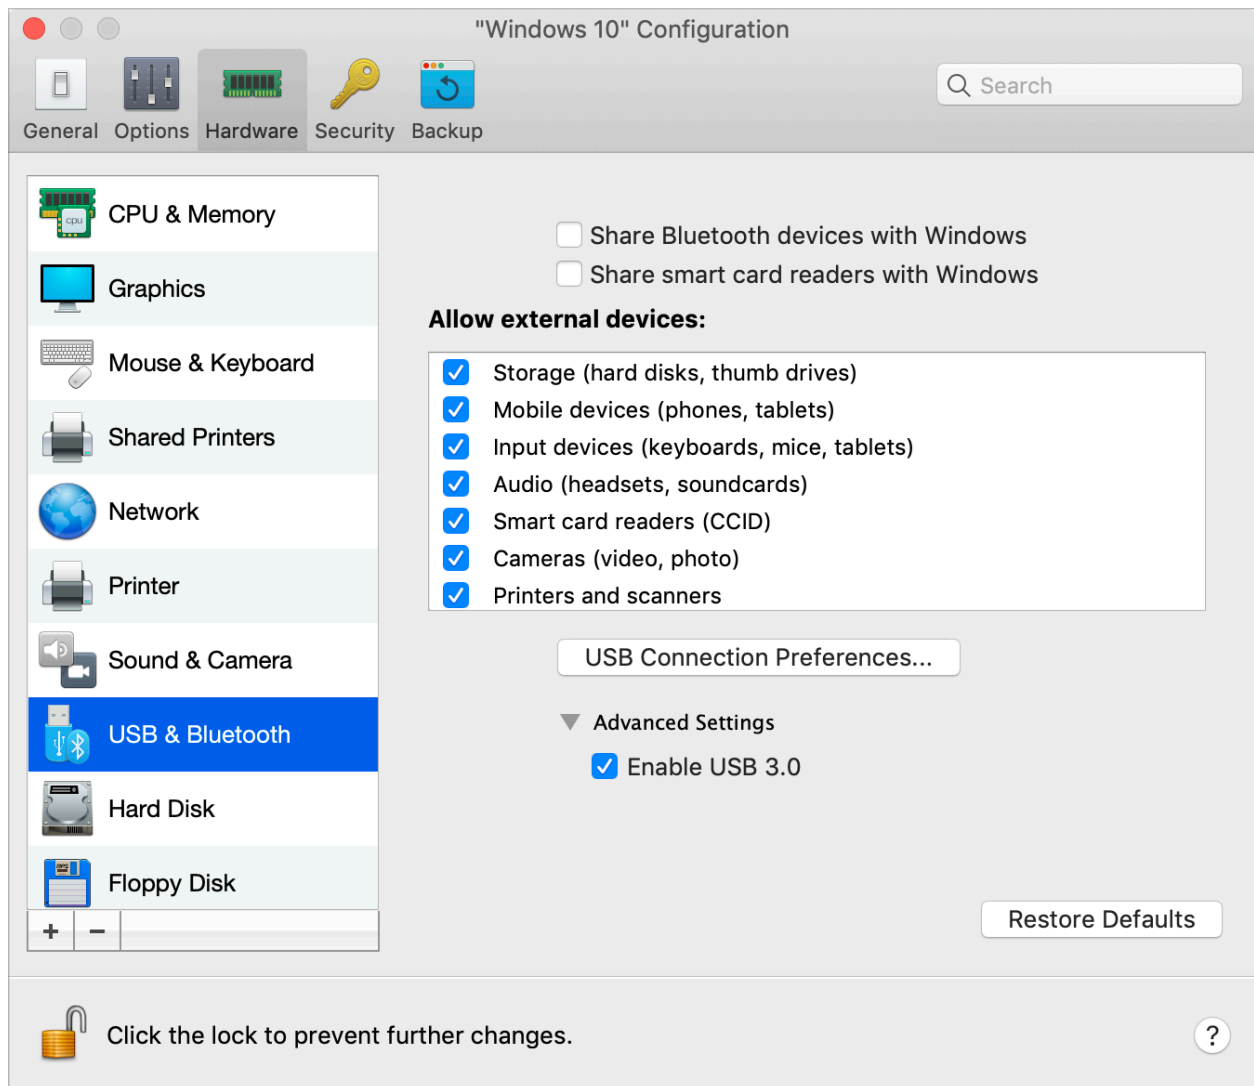 "Windows 10" Configuration
General Options Hardware Security Backup
Search
CPU & Memory
Graphics
Mouse & Keyboard
Shared Printers
Network
Printer
Sound & Camera
USB & Bluetooth
Hard Disk
Floppy Disk
Share Bluetooth devices with Windows
Share smart card readers with Windows
Allow external devices:
Storage (hard disks, thumb drives)
Mobile devices (phones, tablets)
Input devices (keyboards, mice, tablets)
Audio (headsets, soundcards)
Smart card readers (CCID)
Cameras (video, photo)
Printers and scanners
USB Connection Preferences...
Advanced Settings
Enable USB 3.0
Restore Defaults
Click the lock to prevent further changes.
?
cpu